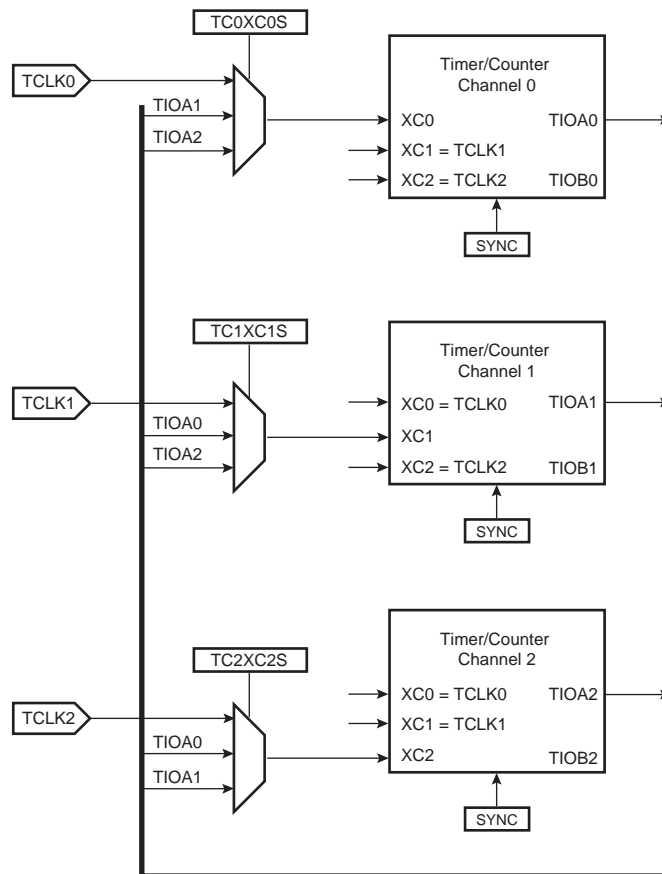 TC0XC0S
TCLK0
TIOA1
TIOA2
Timer/Counter
Channel 0
XC0
TIOA0
XC1 = TCLK1
XC2 = TCLK2
TIOB0
SYNC
TC1XC1S
TCLK1
TIOA0
TIOA2
Timer/Counter
Channel 1
XC0 = TCLK0
TIOA1
XC1
XC2 = TCLK2
TIOB1
SYNC
TC2XC2S
TCLK2
TIOA0
TIOA1
Timer/Counter
Channel 2
XC0 = TCLK0
TIOA2
XC1 = TCLK1
XC2
TIOB2
SYNC